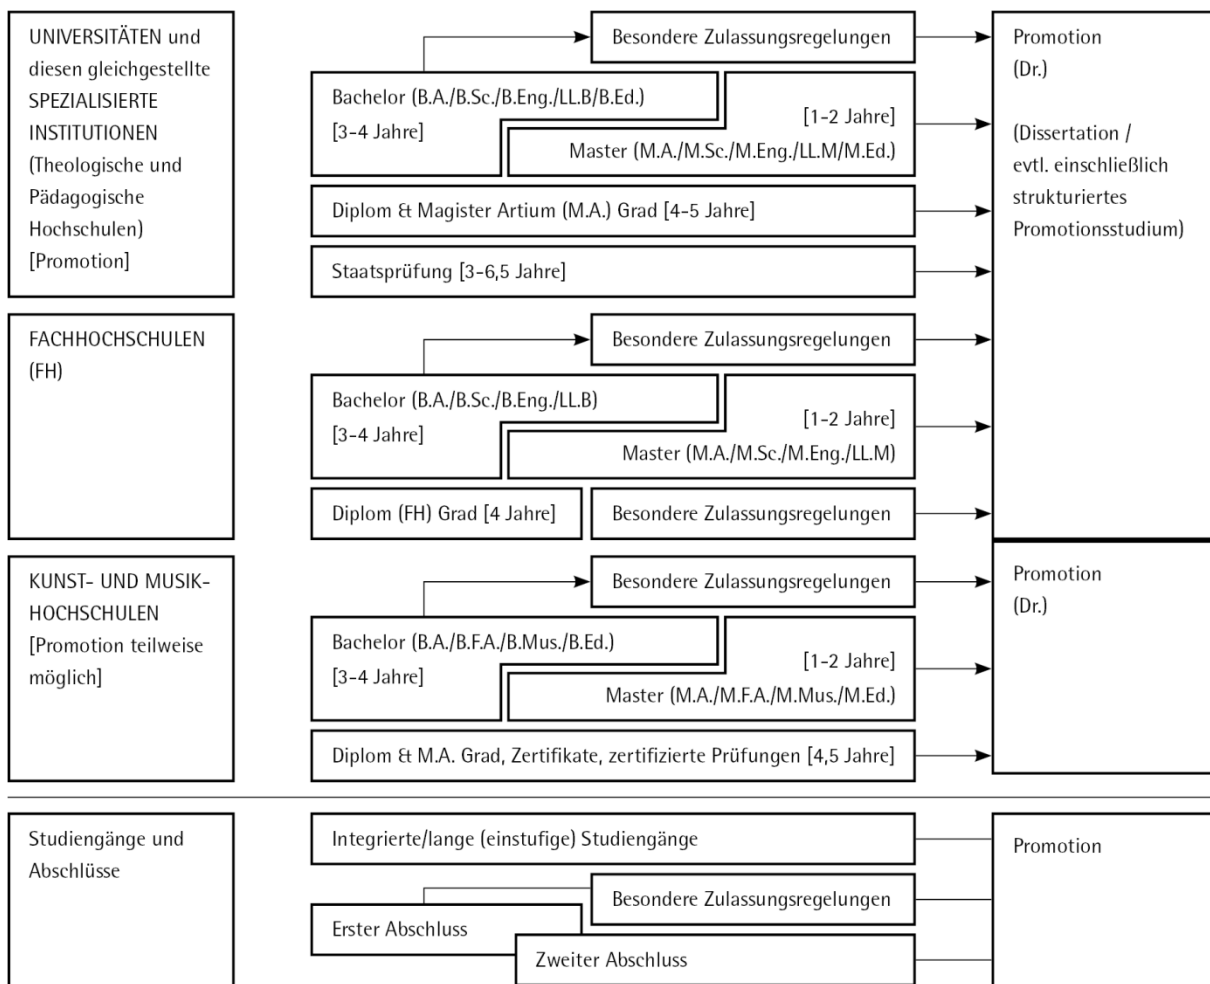 UNIVERSITÄTEN und
diesen gleichgestellte
SPEZIALISIERTE
INSTITUTIONEN
(Theologische und
Pädagogische
Hochschulen)
[Promotion]
Besondere Zulassungsregelungen
Bachelor (B.A./B.Sc./B.Eng./LL.B/B.Ed.)
[3-4 Jahre]
[1-2 Jahre]
Master (M.A./M.Sc./M.Eng./LL.M/M.Ed.)
Diplom & Magister Artium (M.A.) Grad [4-5 Jahre]
Staatsprüfung [3-6,5 Jahre]
Promotion
(Dr.)
(Dissertation /
evtl. einschließlich
strukturiertes
Promotionsstudium)
FACHHOCHSCHULEN
(FH)
Besondere Zulassungsregelungen
Bachelor (B.A./B.Sc./B.Eng./LL.B)
[3-4 Jahre]
[1-2 Jahre]
Master (M.A./M.Sc./M.Eng./LL.M)
Diplom (FH) Grad [4 Jahre]
Besondere Zulassungsregelungen
KUNST- UND MUSIK-
HOCHSCHULEN
[Promotion teilweise
möglich]
Besondere Zulassungsregelungen
Bachelor (B.A./B.F.A./B.Mus./B.Ed.)
[3-4 Jahre]
[1-2 Jahre]
Master (M.A./M.F.A./M.Mus./M.Ed.)
Diplom & M.A. Grad, Zertifikate, zertifizierte Prüfungen [4,5 Jahre]
Promotion
(Dr.)
Studiengänge und
Abschlüsse
Integrierte/lange (einstufige) Studiengänge
Besondere Zulassungsregelungen
Erster Abschluss
Zweiter Abschluss
Promotion